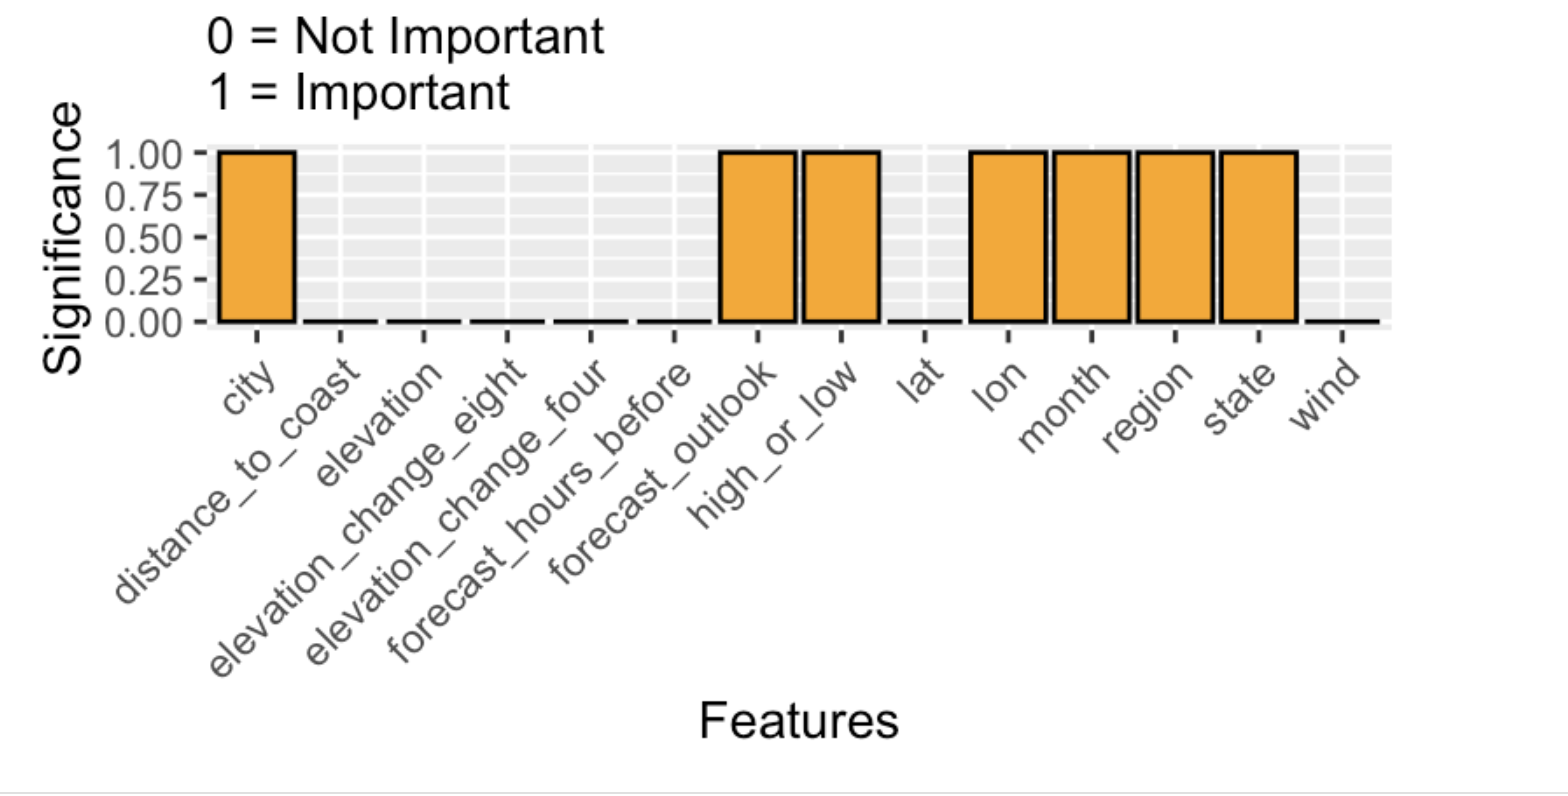 0 = Not Important
1 = Important
Significance
1.00
0.75
0.50
0.25
0.00
city
distance_to_coast
elevation
elevation_change_eight
elevation_change_four
forecast_hours_before
forecast_outlook
high_or_low
lat
lon
month
region
state
wind
Features